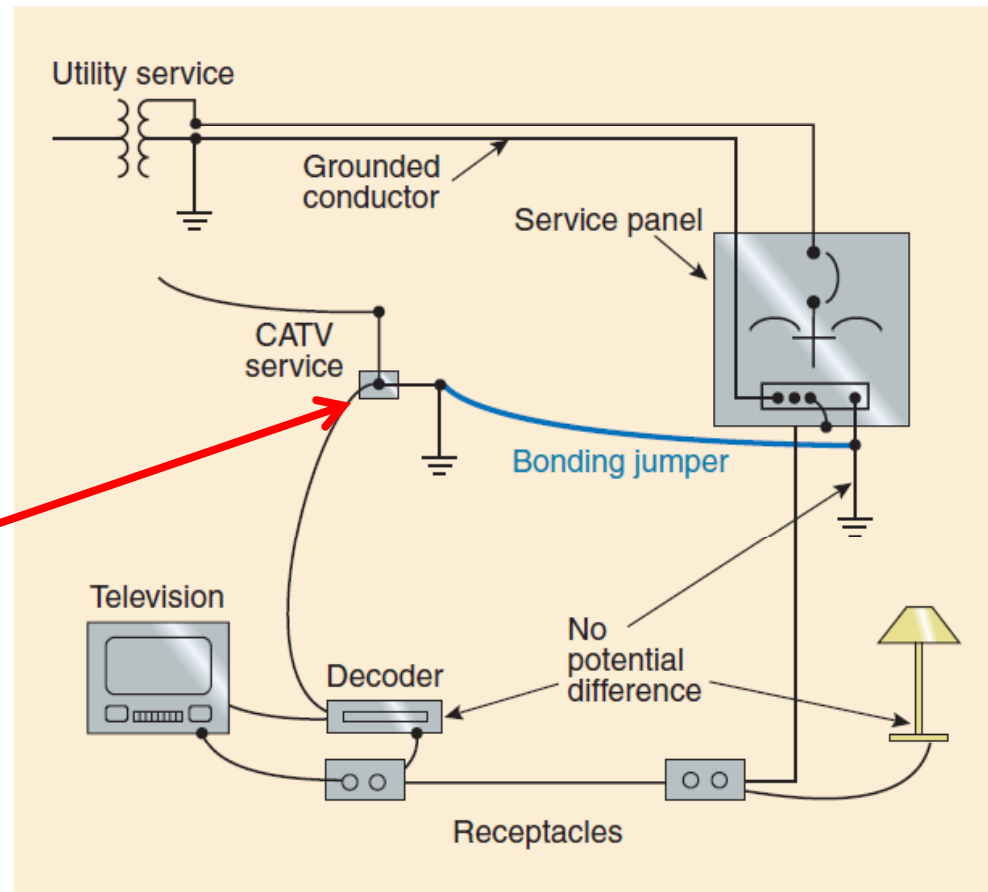 Utility service
Grounded
conductor
Service panel
CATV
service
Bonding jumper
Television
Decoder
No
potential
difference
Receptacles